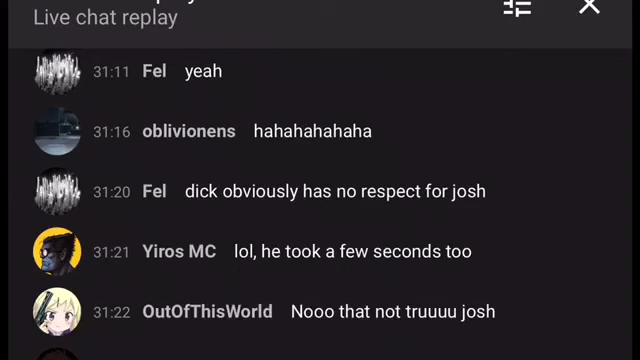 Live chat replay
31:11 Fel yeah
31:16 oblivionens hahahahahaha
31:20 Fel dick obviously has no respect for josh
31:21 Yiros MC lol, he took a few seconds too
31:22 OutOfThisWorld Nooo that not truuuu josh